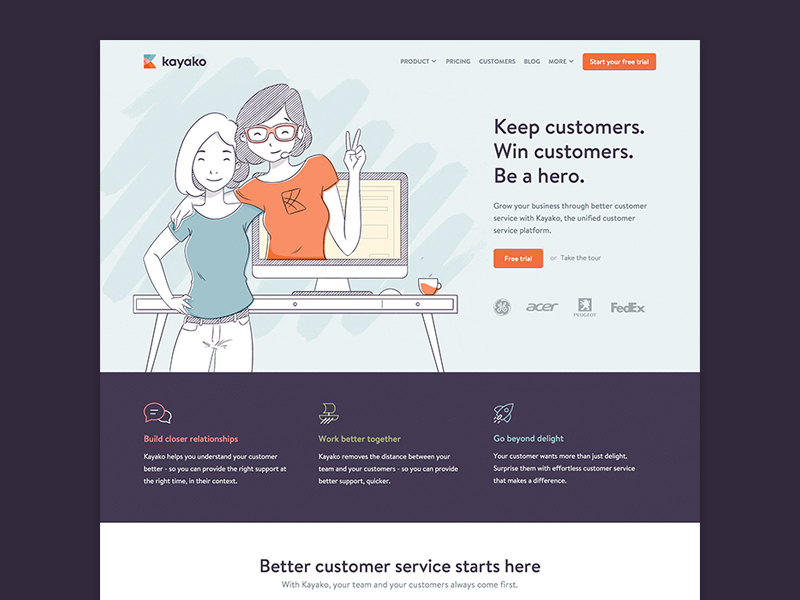 kayako
PRODUCT PRICING CUSTOMERS BLOG MORE Start your free trial
Keep customers.
Win customers.
Be a hero.
Grow your business through better customer
service with Kayako, the unified customer
service platform.
Free trial or Take the tour
GE acer PEUGEOT FedEx
Build closer relationships
Kayako helps you understand your customer
better - so you can provide the right support at
the right time, in their context.
Work better together
Kayako removes the distance between your
team and your customers - so you can provide
better support, quicker.
Go beyond delight
Your customer wants more than just delight.
Surprise them with effortless customer service
that makes a difference.
Better customer service starts here
With Kayako, your team and your customers always come first.